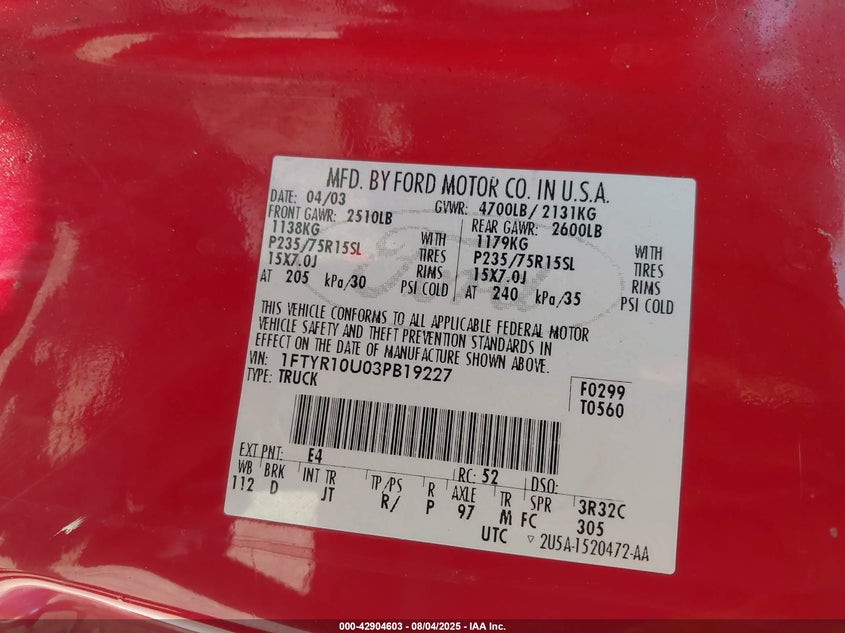 MFD. BY FORD MOTOR CO. IN U.S.A.
DATE: 04/03 GVWR: 4700LB/2131KG
FRONT GAWR: 2510LB REAR GAWR: 2600LB
1138KG WITH 1179KG WITH
P235/75R15SL TIRES P235/75R15SL TIRES
15X7.0J RIMS 15X7.0J RIMS
AT 205 kPa/30 PSI COLD AT 240 kPa/35 PSI COLD
Ford
THIS VEHICLE CONFORMS TO ALL APPLICABLE FEDERAL MOTOR
VEHICLE SAFETY AND THEFT PREVENTION STANDARDS IN
EFFECT ON THE DATE OF MANUFACTURE SHOWN ABOVE.
VIN: 1FTYR10U03PB19227
TYPE: TRUCK
F0299
T0560
EXT PNT: E4 RC: 52 DSO:
WB BRK INT TR TP/PS R AXLE TR SPR 3R32C
112 D JT R/ P 97 M FC 305
UTC ▽ 2U5A-1520472-AA
000-42904603 - 08/04/2025 - IAA Inc.